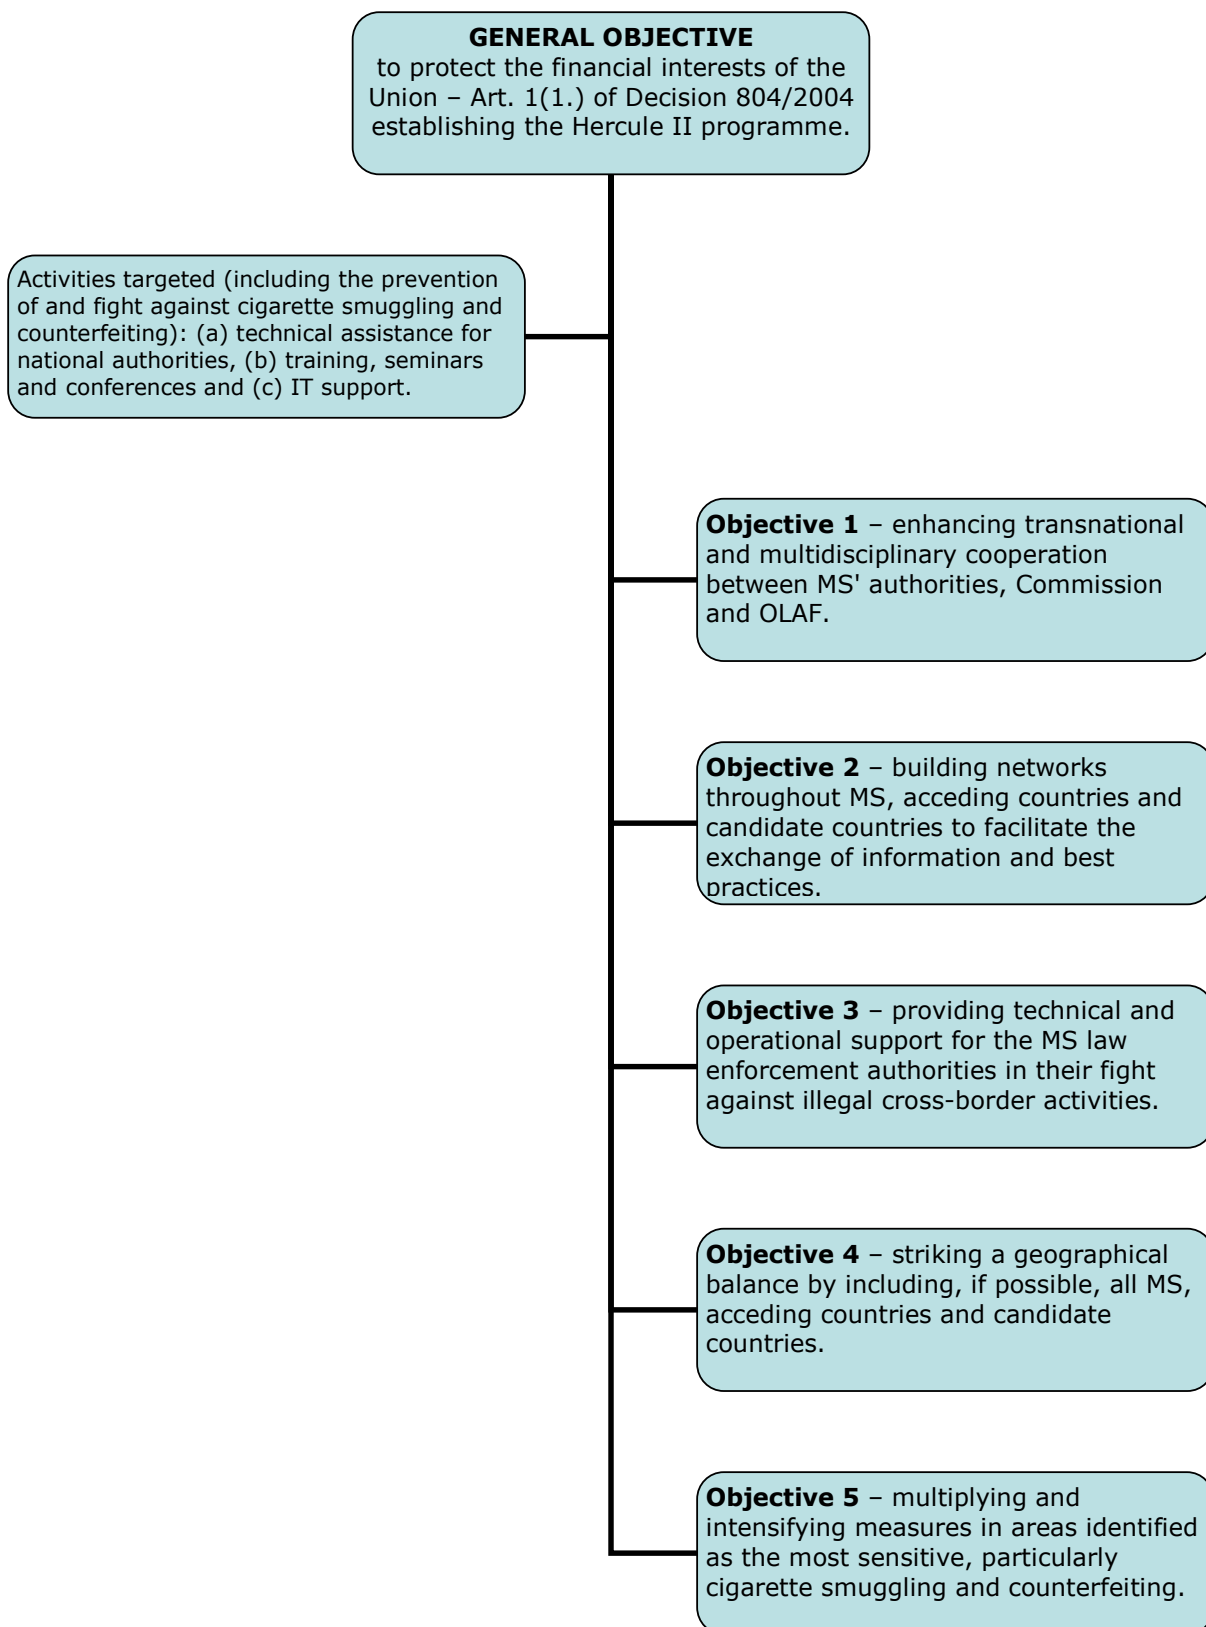 GENERAL OBJECTIVE
to protect the financial interests of the
Union – Art. 1(1.) of Decision 804/2004
establishing the Hercule II programme.
Activities targeted (including the prevention
of and fight against cigarette smuggling and
counterfeiting): (a) technical assistance for
national authorities, (b) training, seminars
and conferences and (c) IT support.
Objective 1 – enhancing transnational
and multidisciplinary cooperation
between MS' authorities, Commission
and OLAF.
Objective 2 – building networks
throughout MS, acceding countries and
candidate countries to facilitate the
exchange of information and best
practices.
Objective 3 – providing technical and
operational support for the MS law
enforcement authorities in their fight
against illegal cross-border activities.
Objective 4 – striking a geographical
balance by including, if possible, all MS,
acceding countries and candidate
countries.
Objective 5 – multiplying and
intensifying measures in areas identified
as the most sensitive, particularly
cigarette smuggling and counterfeiting.